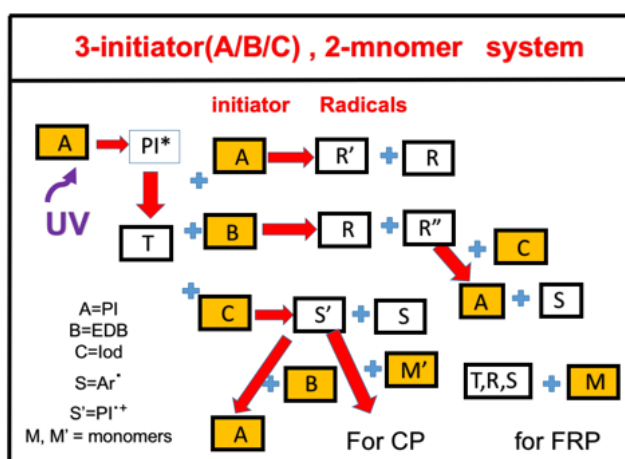 3-initiator(A/B/C) , 2-mnomer system
initiator Radicals
A PI* A R' R
UV
T B R R" C
A S
C S' S
A=PI
B=EDB
C=Iod
S=Ar•
S'=PI•+
M, M' = monomers
B M' T,R,S M
A For CP for FRP